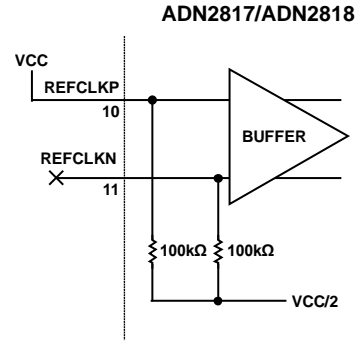 ADN2817/ADN2818
VCC
REFCLKP
10
BUFFER
REFCLKN
11
100kΩ 100kΩ
VCC/2